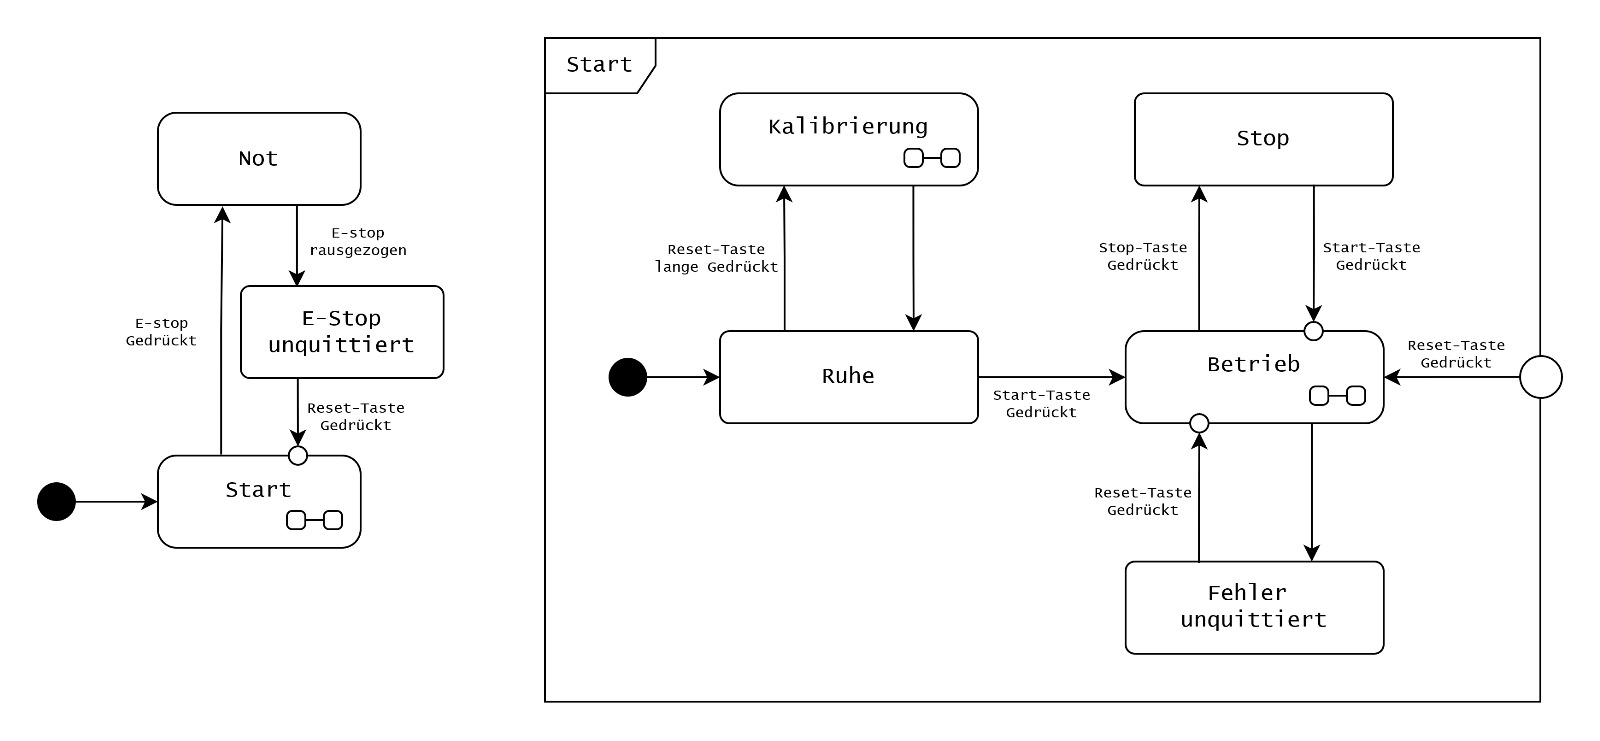 Not
E-stop
rausgezogen
E-stop
Gedrückt
E-Stop
unquittiert
Reset-Taste
Gedrückt
Start
Start
Kalibrierung
Stop
Reset-Taste
lange Gedrückt
Stop-Taste
Gedrückt
Start-Taste
Gedrückt
Ruhe
Start-Taste
Gedrückt
Betrieb
Reset-Taste
Gedrückt
Reset-Taste
Gedrückt
Fehler
unquittiert